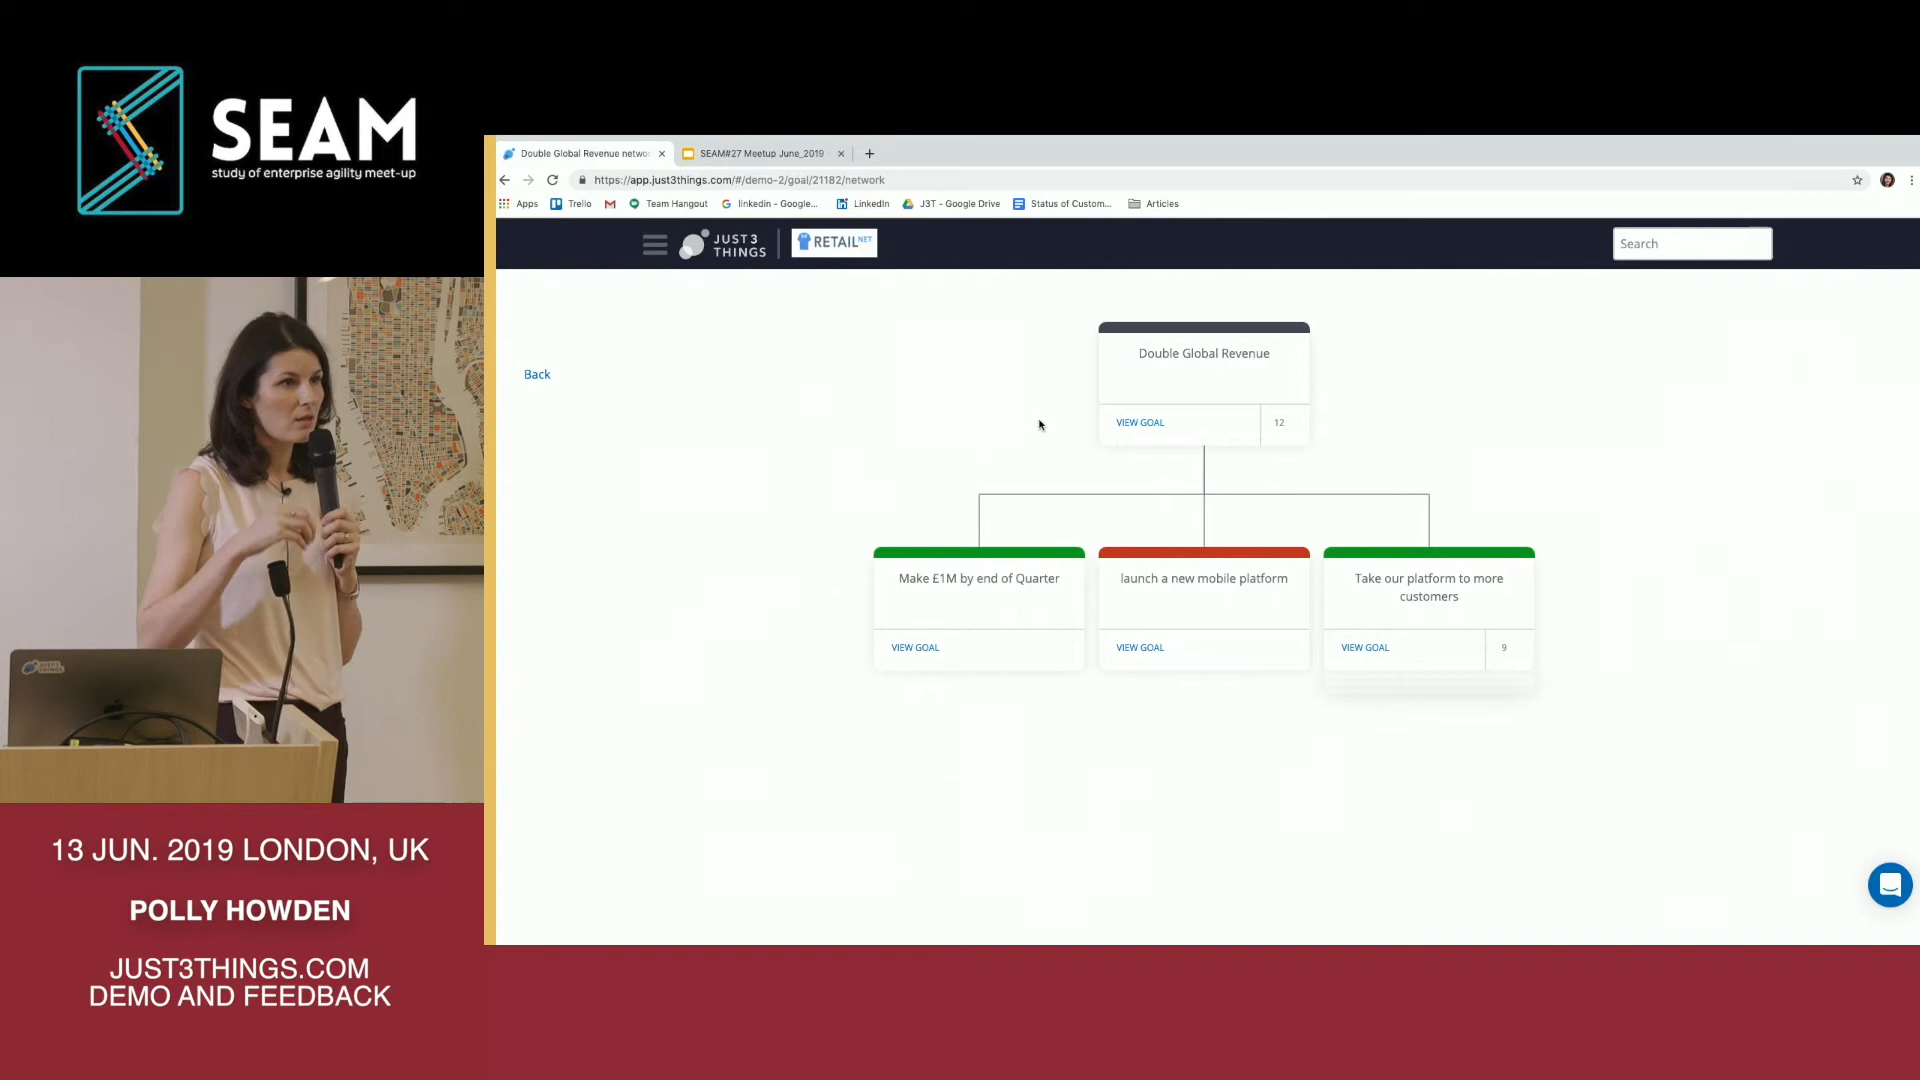 SEAM
study of enterprise agility meet-up
Double Global Revenue netwo
SEAM#27 Meetup June_2019 -
https://app.just3things.com/#/demo-2/goal/21182/network
Apps
Trello
Team Hangout
linkedin - Google...
LinkedIn
J3T - Google Drive
Status of Custom...
Articles
JUST3
THINGS
RETAILNET
Search
Back
Double Global Revenue
VIEW GOAL
12
Make £1M by end of Quarter
VIEW GOAL
launch a new mobile platform
VIEW GOAL
Take our platform to more
customers
VIEW GOAL
9
13 JUN. 2019 LONDON, UK
POLLY HOWDEN
JUST3THINGS.COM
DEMO AND FEEDBACK